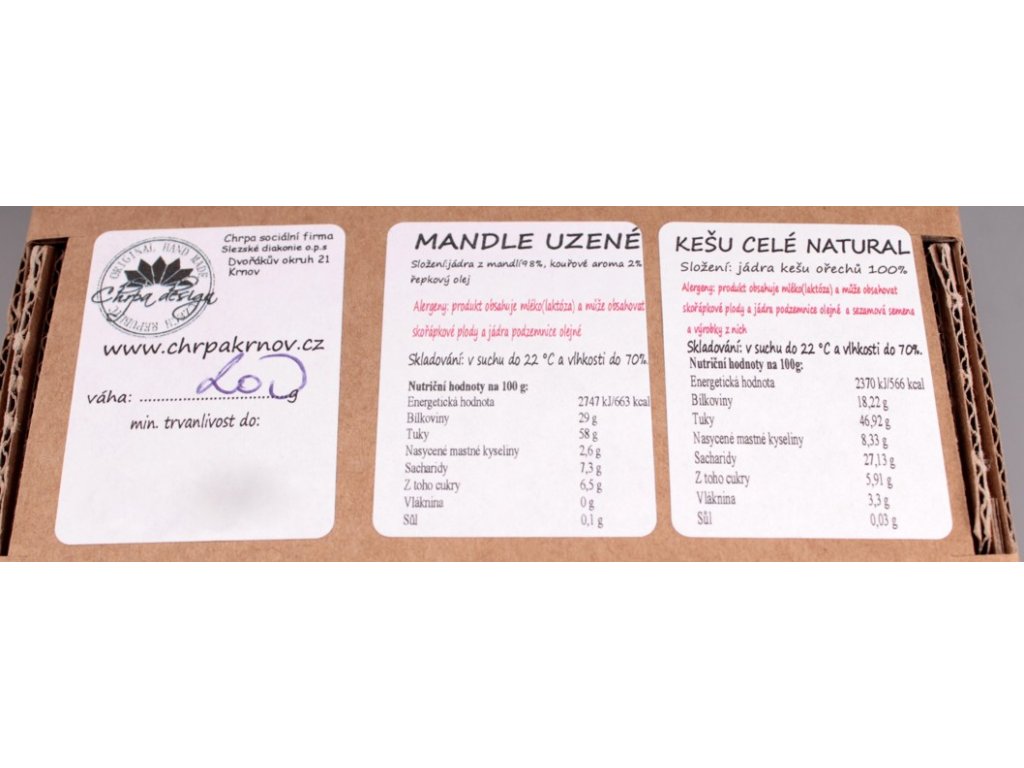 ORIGINAL HAND MADE
Chrpa design
CZECH REPUBLIC
Chrpa sociální firma
Slezské diakonie o.p.s
Dvořákův okruh 21
Krnov
www.chrpakrnov.cz
váha: ..............................g
200
min. trvanlivost do:
MANDLE UZENÉ
Složení:jádra z mandlí98%, kouřové aroma 2%
řepkový olej
Alergeny: produkt obsahuje mléko(laktóza) a může obsahovat
skořápkové plody a jádra podzemnice olejné
Skladování: v suchu do 22 °C a vlhkosti do 70%.
Nutriční hodnoty na 100 g:
Energetická hodnota 2747 kJ/663 kcal
Bílkoviny 29 g
Tuky 58 g
Nasycené mastné kyseliny 2,6 g
Sacharidy 7,3 g
Z toho cukry 6,5 g
Vláknina 0 g
Sůl 0,1 g
KEŠU CELÉ NATURAL
Složení: jádra kešu ořechů 100%
Alergeny: produkt obsahuje mléko(laktóza) a může obsahovat
skořápkové plody a jádra podzemnice olejné a sezamová semena
a výrobky z nich
Skladování: v suchu do 22 °C a vlhkosti do 70%.
Nutriční hodnoty na 100g:
Energetická hodnota 2370 kJ/566 kcal
Bílkoviny 18,22 g
Tuky 46,92 g
Nasycené mastné kyseliny 8,33 g
Sacharidy 27,13 g
Z toho cukry 5,91 g
Vláknina 3,3 g
Sůl 0,03 g